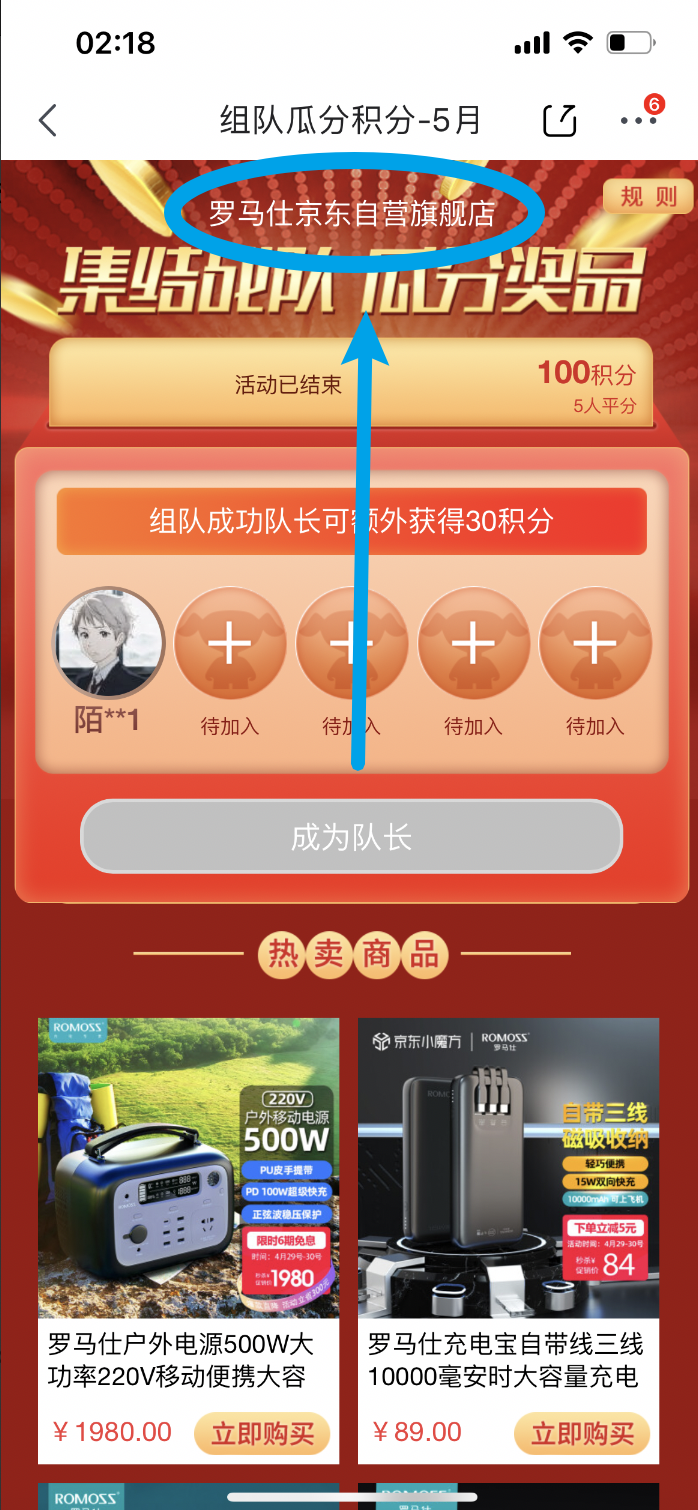 02:18
组队瓜分积分-5月
6
罗马仕京东自营旗舰店
规 则
集结战队 瓜分奖品
活动已结束
100积分
5人平分
组队成功队长可额外获得30积分
陌**1
待加入
待加入
待加入
待加入
成为队长
热卖商品
ROMOSS
220V
户外移动电源
500W
PU皮手提带
PD 100W超级快充
正弦波稳压保护
限时6期免息
时间：4月29号-30号
秒杀¥
促销价
1980
罗马仕户外电源500W大
功率220V移动便携大容
¥ 1980.00
立即购买
京东小魔方
ROMOSS
罗马仕
自带三线
磁吸收纳
轻巧便携
15W双向快充
10000mAh 可上飞机
下单立减5元
活动时间：4月29-30号
秒杀¥
促销价
84
罗马仕充电宝自带线三线
10000毫安时大容量充电
¥ 89.00
立即购买
ROMOSS
ROMOSS